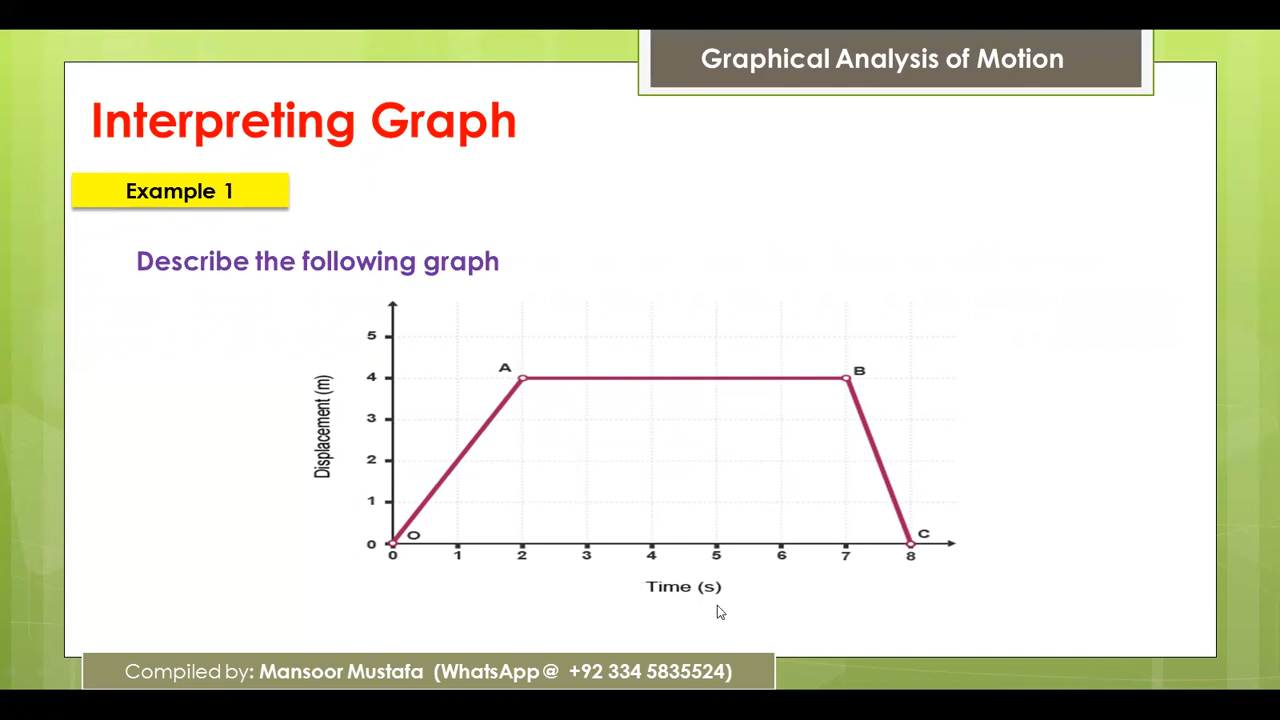 Graphical Analysis of Motion
Interpreting Graph
Example 1
Describe the following graph
5
4
3
2
1
0
Displacement (m)
A
B
O
C
0 1 2 3 4 5 6 7 8
Time (s)
Compiled by: Mansoor Mustafa (WhatsApp @ +92 334 5835524)